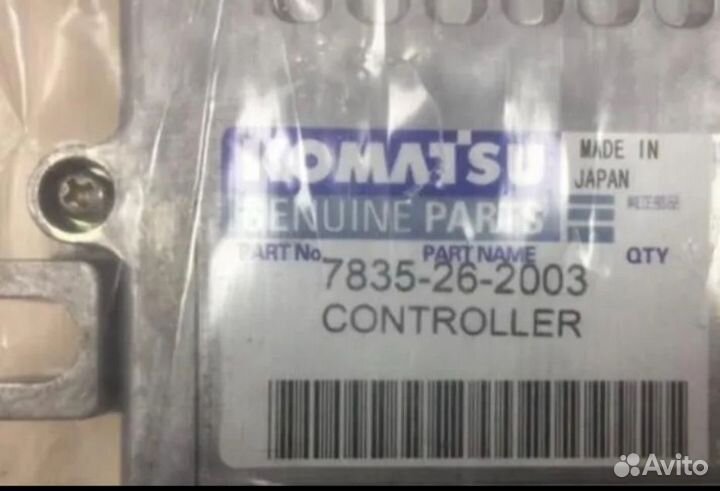 KOMATSU
MADE IN
JAPAN
GENUINE PARTS
PART No. PART NAME QTY
7835-26-2003
CONTROLLER
Avito